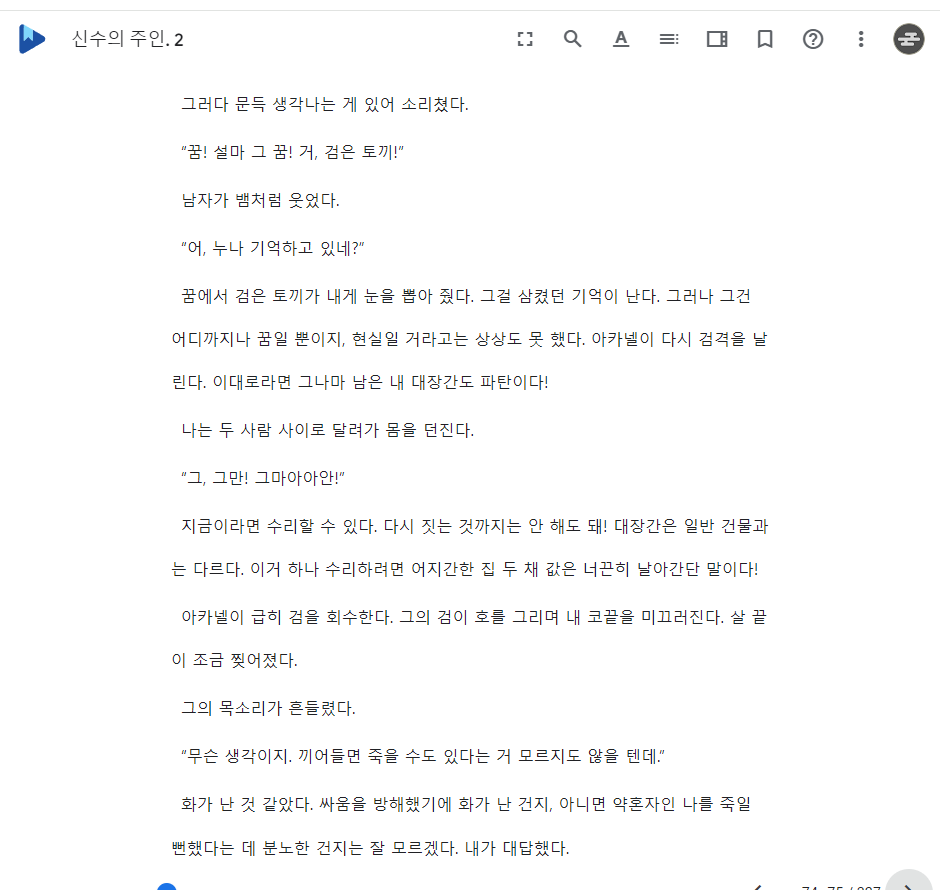 신수의 주인. 2
그러다 문득 생각나는 게 있어 소리쳤다.
“꿈! 설마 그 꿈! 거, 검은 토끼!”
남자가 뱀처럼 웃었다.
“어, 누나 기억하고 있네?”
꿈에서 검은 토끼가 내게 눈을 뽑아 줬다. 그걸 삼켰던 기억이 난다. 그러나 그건
어디까지나 꿈일 뿐이지, 현실일 거라고는 상상도 못 했다. 아카넬이 다시 검격을 날
린다. 이대로라면 그나마 남은 내 대장간도 파탄이다!
나는 두 사람 사이로 달려가 몸을 던진다.
“그, 그만! 그마아아안!”
지금이라면 수리할 수 있다. 다시 짓는 것까지는 안 해도 돼! 대장간은 일반 건물과
는 다르다. 이거 하나 수리하려면 어지간한 집 두 채 값은 너끈히 날아간단 말이다!
아카넬이 급히 검을 회수한다. 그의 검이 호를 그리며 내 코끝을 미끄러진다. 살 끝
이 조금 찢어졌다.
그의 목소리가 흔들렸다.
“무슨 생각이지. 끼어들면 죽을 수도 있다는 거 모르지도 않을 텐데.”
화가 난 것 같았다. 싸움을 방해했기에 화가 난 건지, 아니면 약혼자인 나를 죽일
뻔했다는 데 분노한 건지는 잘 모르겠다. 내가 대답했다.